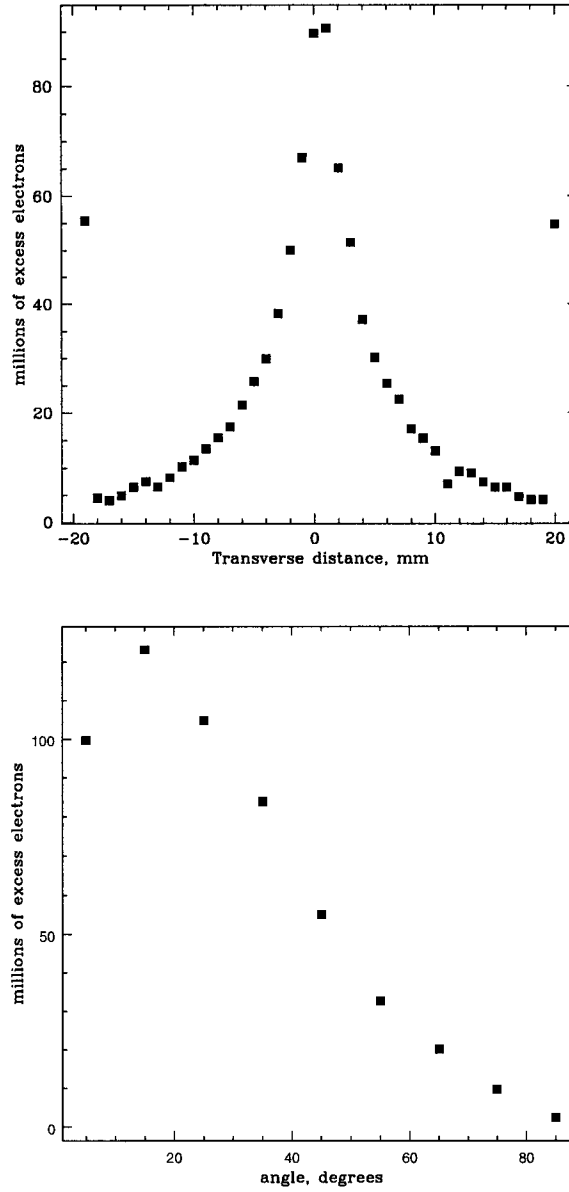 80
60
40
20
0
millions of excess electrons
−20 −10 0 10 20
Transverse distance, mm
100
50
0
millions of excess electrons
20 40 60 80
angle, degrees